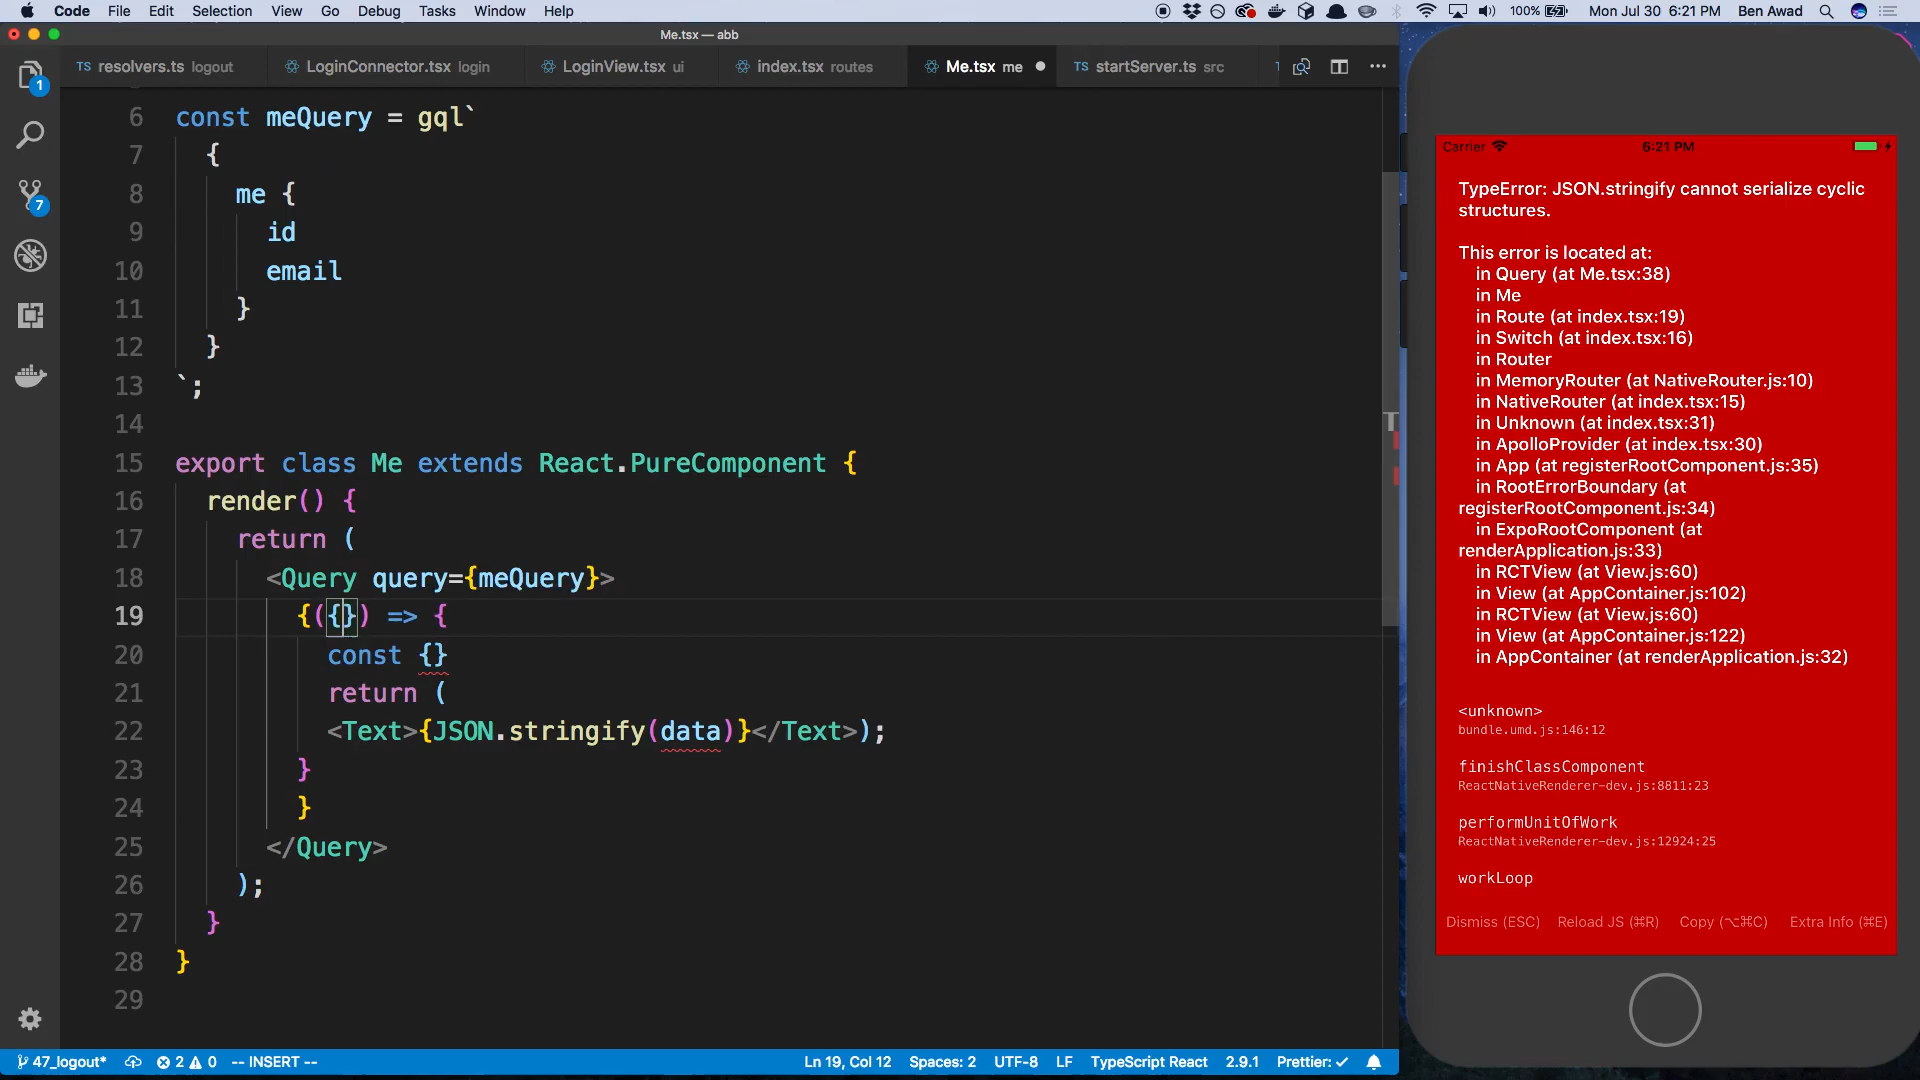 Code File Edit Selection View Go Debug Tasks Window Help 100% Mon Jul 30 6:21 PM Ben Awad
Me.tsx — abb
TS resolvers.ts logout LoginConnector.tsx login LoginView.tsx ui index.tsx routes Me.tsx me TS startServer.ts src
1
7
6 const meQuery = gql`
7 {
8 me {
9 id
10 email
11 }
12 }
13 `;
14
15 export class Me extends React.PureComponent {
16 render() {
17 return (
18 <Query query={meQuery}>
19 {({}) => {
20 const {}
21 return (
22 <Text>{JSON.stringify(data)}</Text>);
23 }
24 }
25 </Query>
26 );
27 }
28 }
29
47_logout* 2 0 -- INSERT -- Ln 19, Col 12 Spaces: 2 UTF-8 LF TypeScript React 2.9.1 Prettier: ✓
Carrier 6:21 PM
TypeError: JSON.stringify cannot serialize cyclic
structures.
This error is located at:
in Query (at Me.tsx:38)
in Me
in Route (at index.tsx:19)
in Switch (at index.tsx:16)
in Router
in MemoryRouter (at NativeRouter.js:10)
in NativeRouter (at index.tsx:15)
in Unknown (at index.tsx:31)
in ApolloProvider (at index.tsx:30)
in App (at registerRootComponent.js:35)
in RootErrorBoundary (at
registerRootComponent.js:34)
in ExpoRootComponent (at
renderApplication.js:33)
in RCTView (at View.js:60)
in View (at AppContainer.js:102)
in RCTView (at View.js:60)
in View (at AppContainer.js:122)
in AppContainer (at renderApplication.js:32)
<unknown>
bundle.umd.js:146:12
finishClassComponent
ReactNativeRenderer-dev.js:8811:23
performUnitOfWork
ReactNativeRenderer-dev.js:12924:25
workLoop
Dismiss (ESC) Reload JS (⌘R) Copy (⌥⌘C) Extra Info (⌘E)